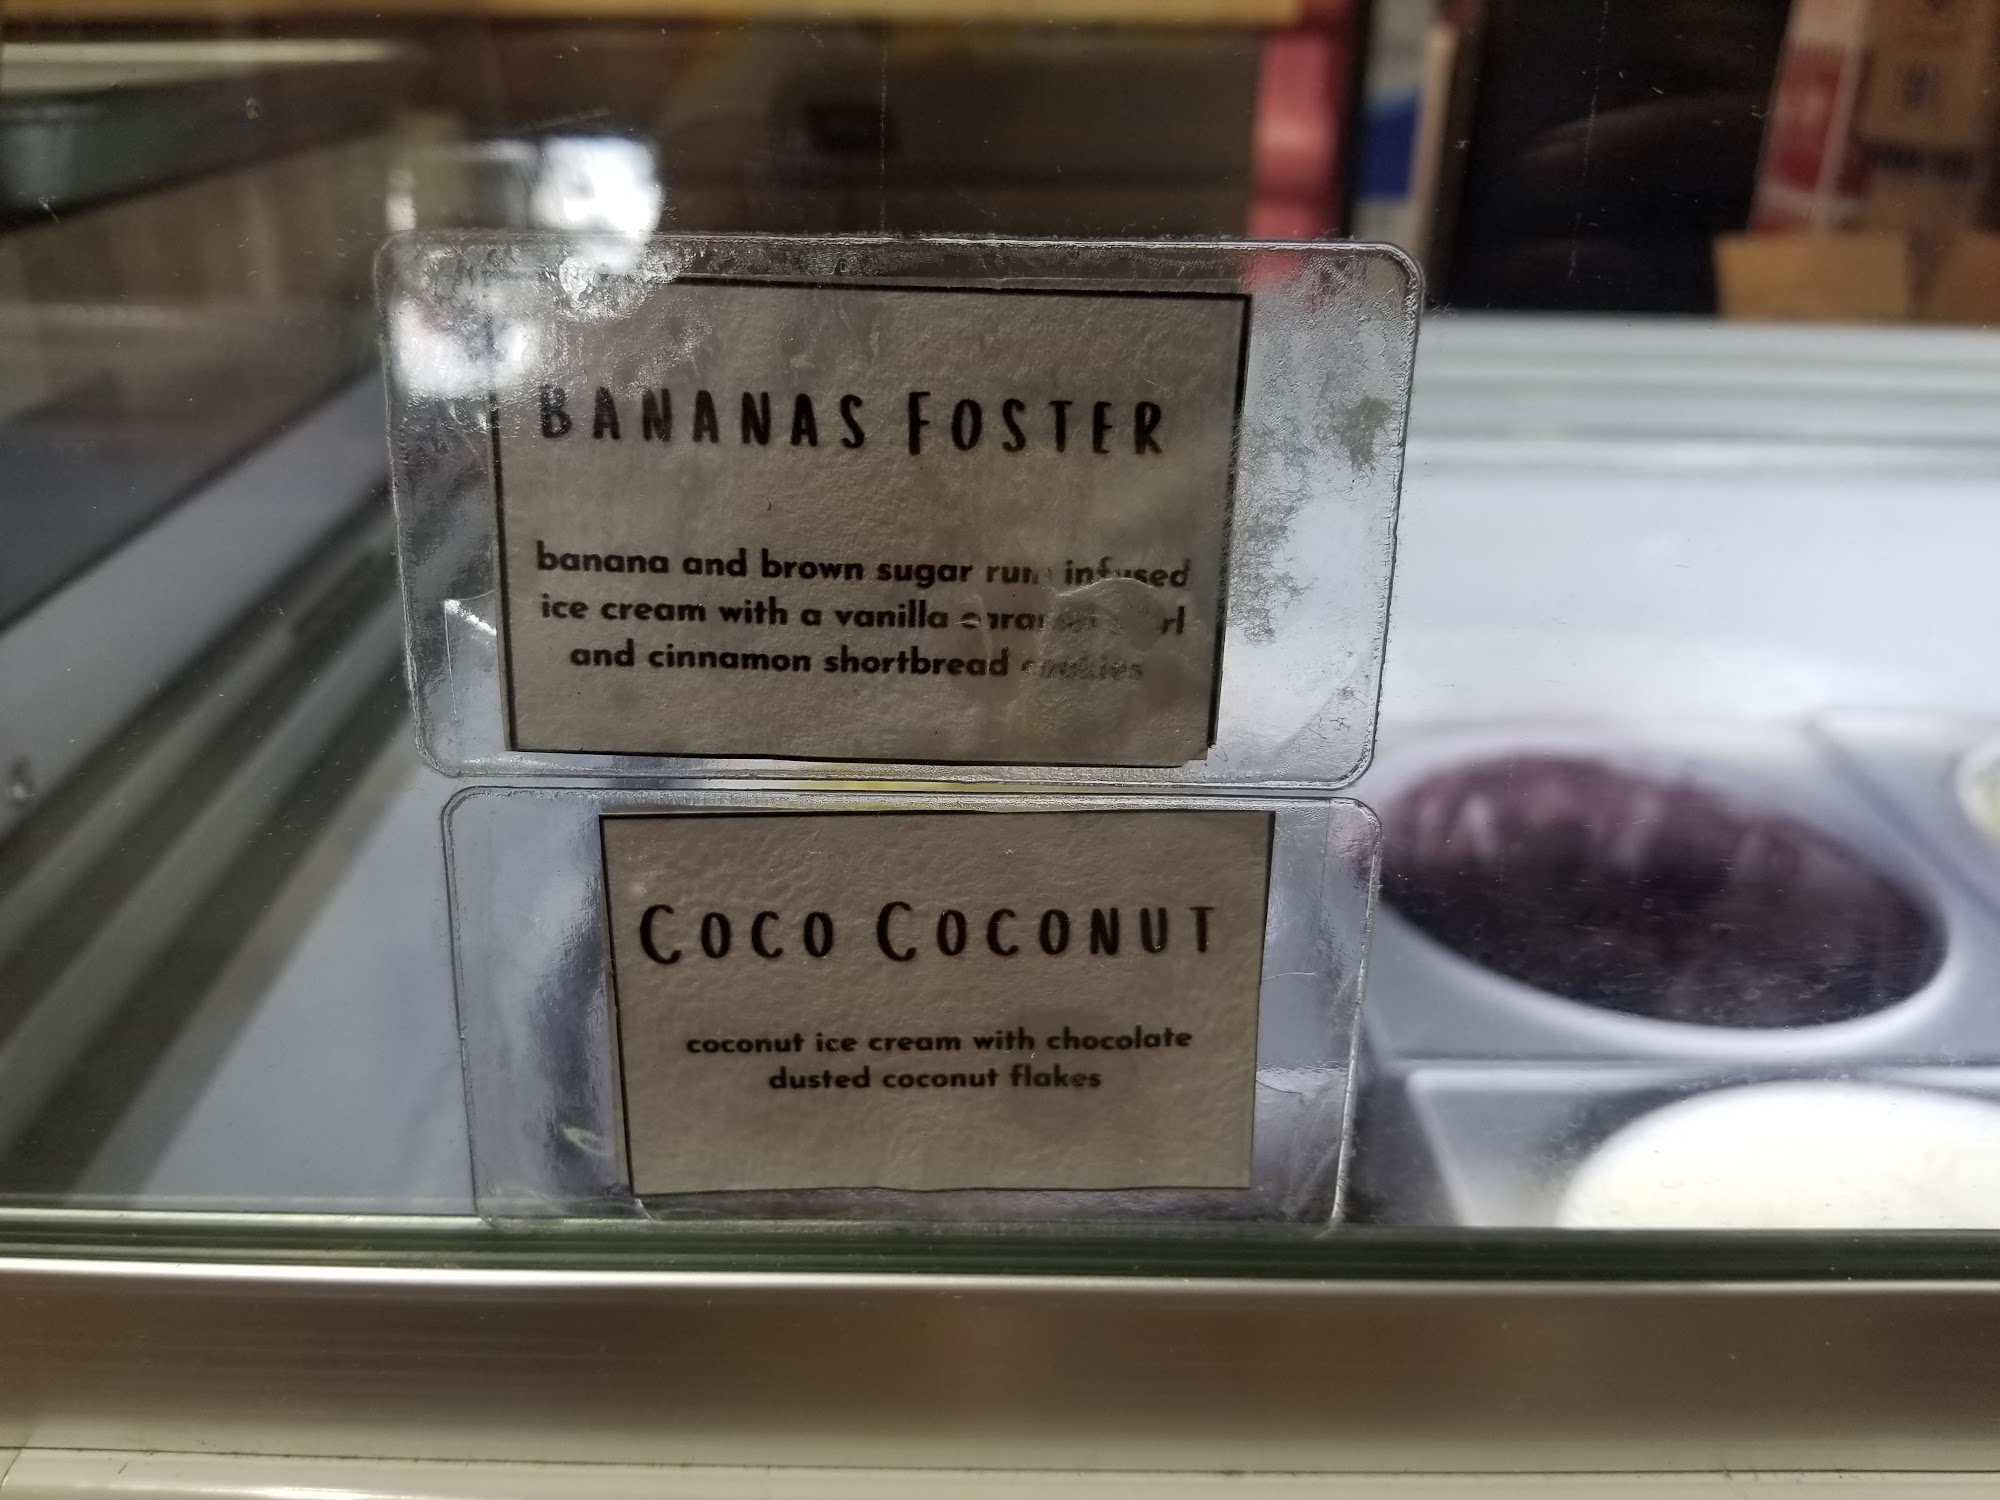 BANANAS FOSTER
banana and brown sugar rum infused
ice cream with a vanilla
and cinnamon shortbread cookies
COCO COCONUT
coconut ice cream with chocolate
dusted coconut flakes